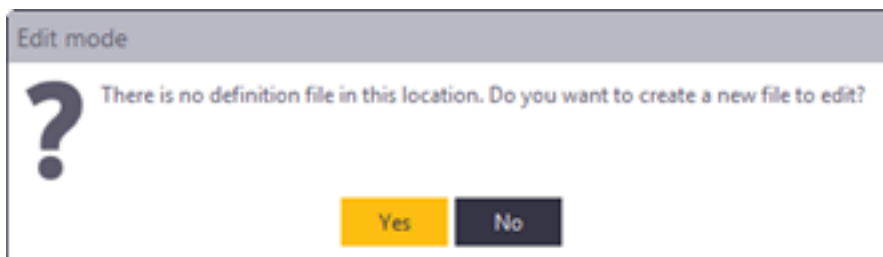 Edit mode
There is no definition file in this location. Do you want to create a new file to edit?
Yes No